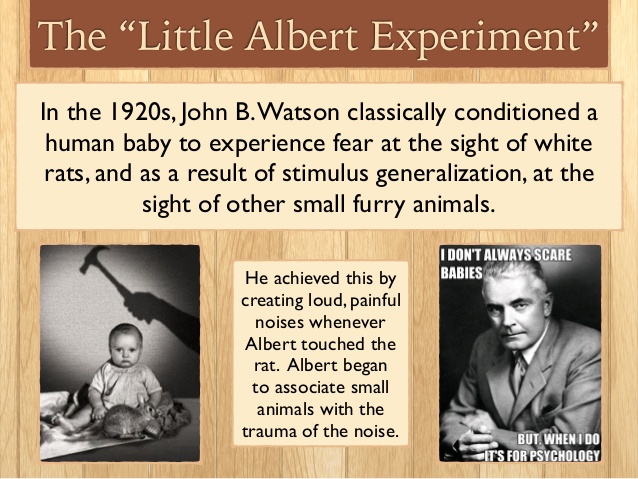 The “Little Albert Experiment”
In the 1920s, John B. Watson classically conditioned a
human baby to experience fear at the sight of white
rats, and as a result of stimulus generalization, at the
sight of other small furry animals.
He achieved this by
creating loud, painful
noises whenever
Albert touched the
rat. Albert began
to associate small
animals with the
trauma of the noise.
I DON'T ALWAYS SCARE
BABIES
BUT WHEN I DO
IT'S FOR PSYCHOLOGY